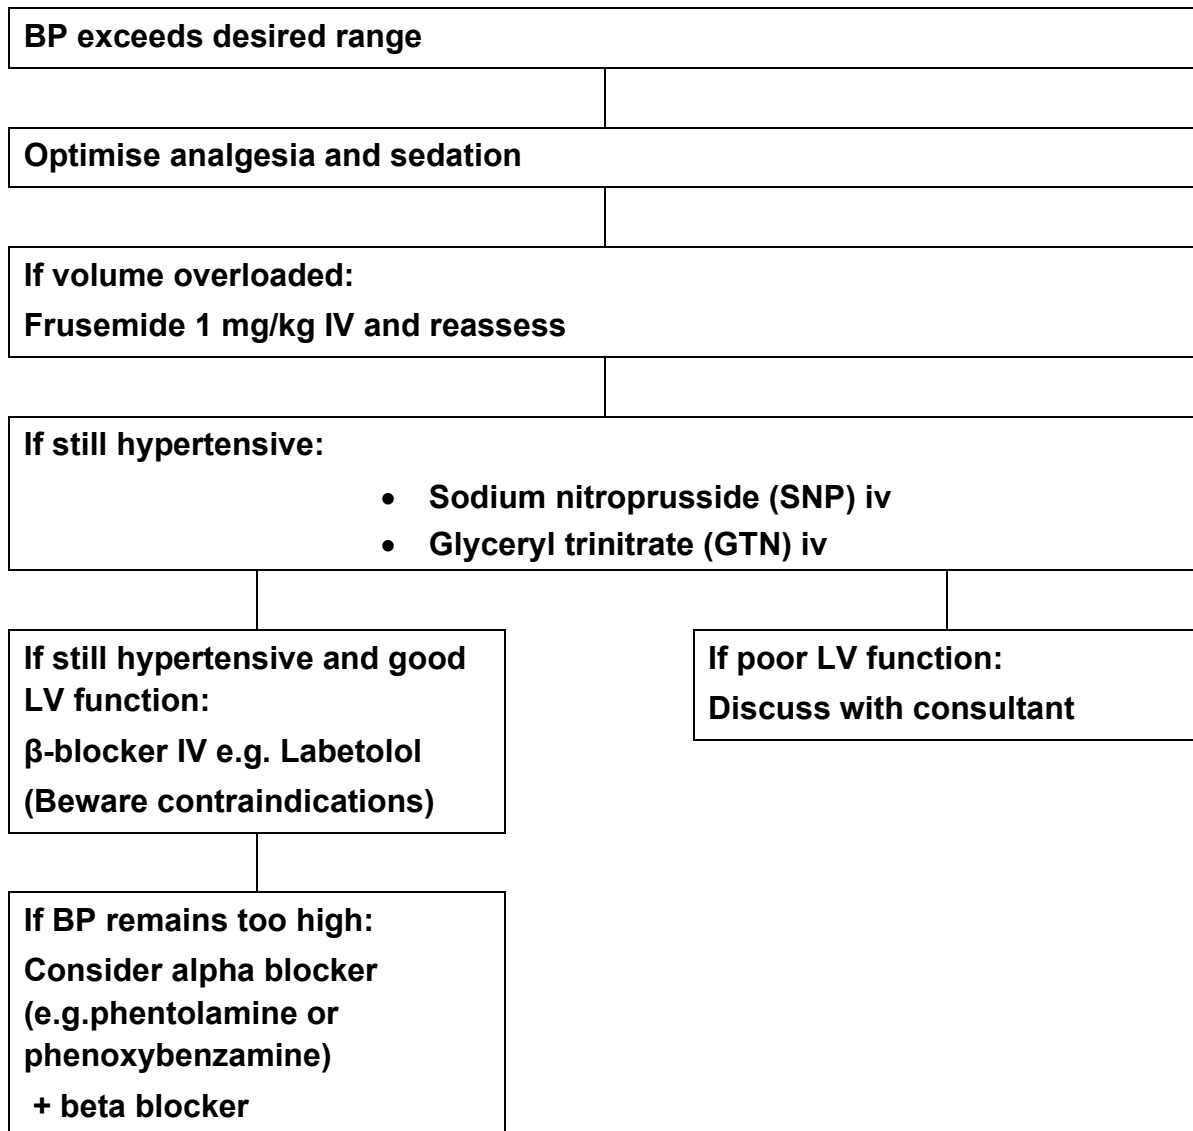 BP exceeds desired range
Optimise analgesia and sedation
If volume overloaded:
Frusemide 1 mg/kg IV and reassess
If still hypertensive:
• Sodium nitroprusside (SNP) iv
• Glyceryl trinitrate (GTN) iv
If still hypertensive and good
LV function:
β-blocker IV e.g. Labetolol
(Beware contraindications)
If poor LV function:
Discuss with consultant
If BP remains too high:
Consider alpha blocker
(e.g.phentolamine or
phenoxybenzamine)
+ beta blocker